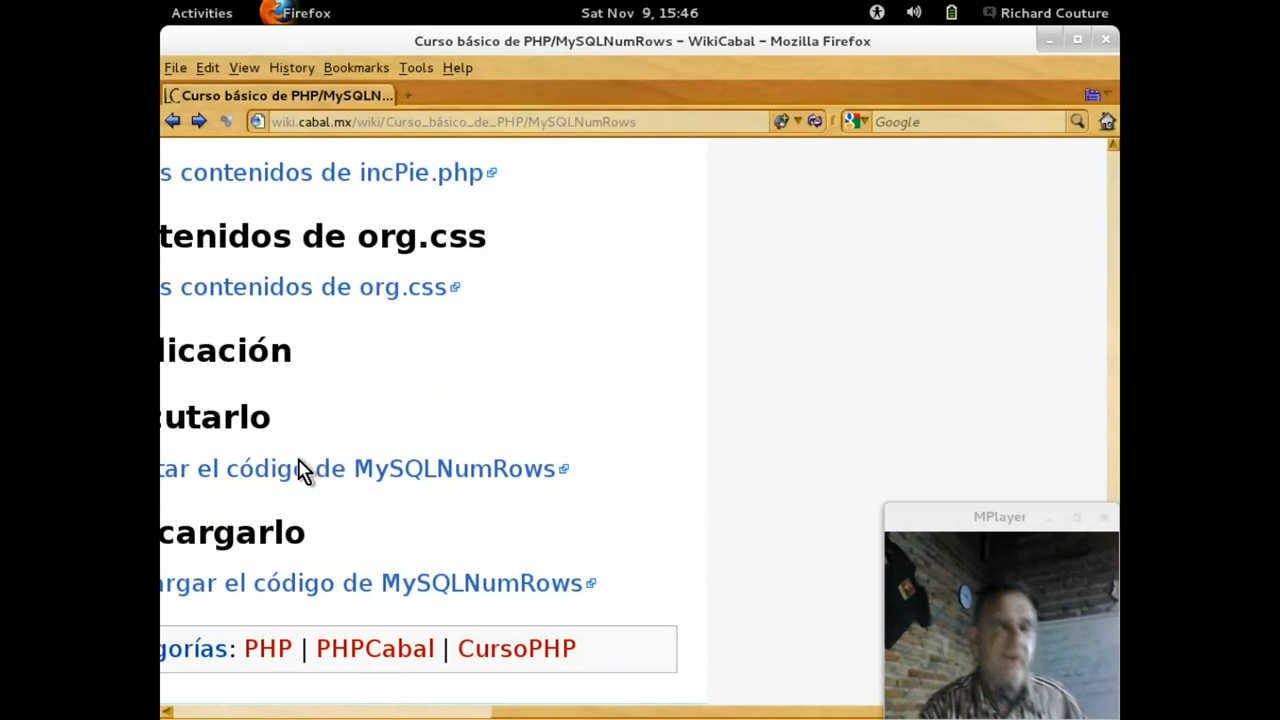 Activities Firefox Sat Nov 9, 15:46 Richard Couture
Curso básico de PHP/MySQLNumRows - WikiCabal - Mozilla Firefox
File Edit View History Bookmarks Tools Help
Curso básico de PHP/MySQLN...
wiki.cabal.mx/wiki/Curso_básico_de_PHP/MySQLNumRows Google
s contenidos de incPie.php
tenidos de org.css
s contenidos de org.css
licación
cutarlo
tar el código de MySQLNumRows
cargarlo
argar el código de MySQLNumRows
gorías: PHP | PHPCabal | CursoPHP
MPlayer